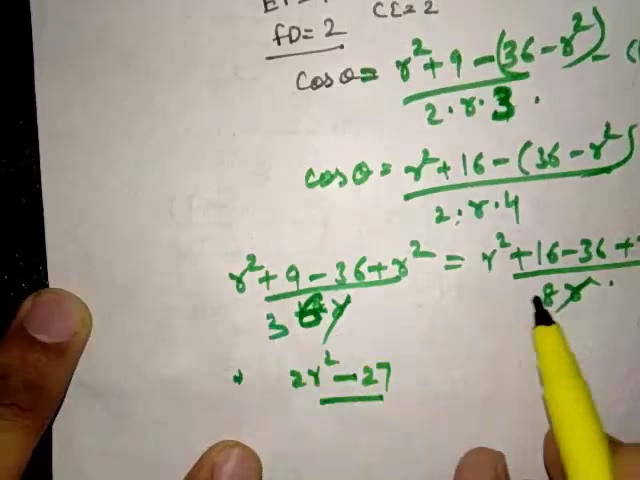 CE = 2
FD = 2
cos θ = r² + 9 - (36 - r²)
2 · r · 3 ·
cos θ = r² + 16 - (36 - r²)
2 · r · 4
r² + 9 - 36 + r² = r² + 16 - 36 +
3 6 r 8 r ·
2r² - 27